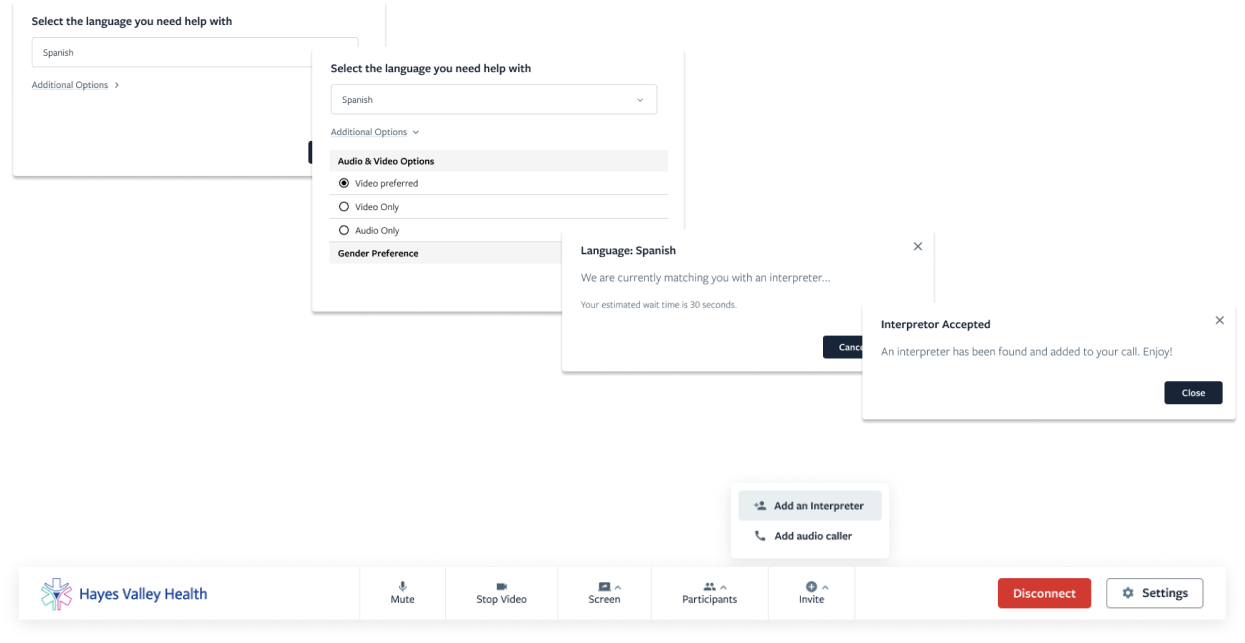 Select the language you need help with
Spanish
Additional Options
Select the language you need help with
Spanish
Additional Options
Audio & Video Options
Video preferred
Video Only
Audio Only
Gender Preference
Language: Spanish
We are currently matching you with an interpreter...
Your estimated wait time is 30 seconds.
Interpretor Accepted
An interpreter has been found and added to your call. Enjoy!
Close
Add an Interpreter
Add audio caller
Hayes Valley Health
Mute
Stop Video
Screen
Participants
Invite
Disconnect
Settings